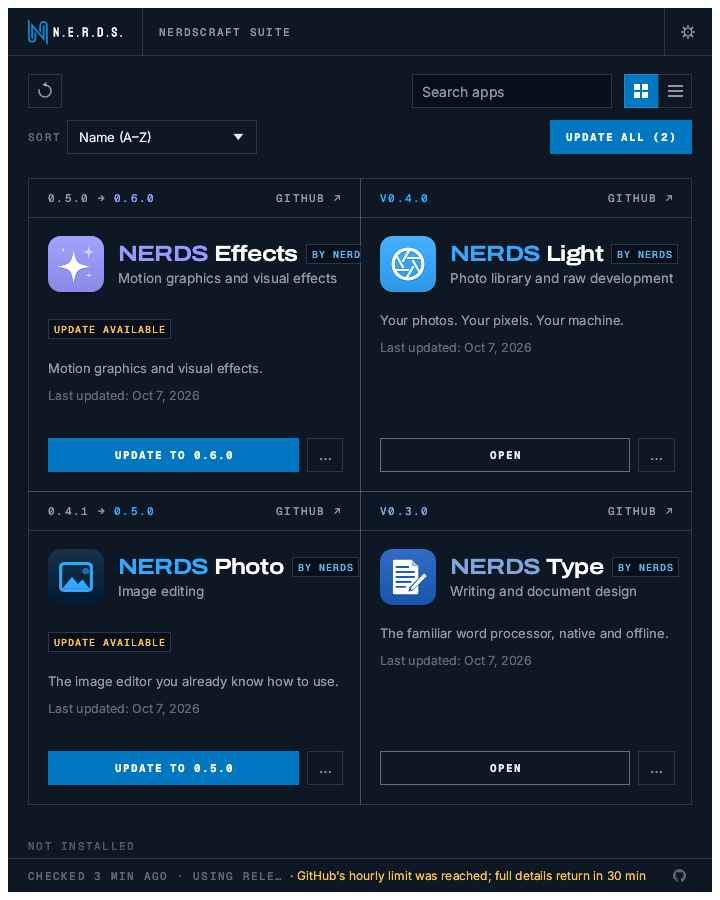 N.E.R.D.S. NERDSCRAFT SUITE
Search apps
SORT Name (A–Z) UPDATE ALL (2)
0.5.0 → 0.6.0 GITHUB ↗
NERDS Effects BY NERD
Motion graphics and visual effects
UPDATE AVAILABLE
Motion graphics and visual effects.
Last updated: Oct 7, 2026
UPDATE TO 0.6.0 ...
V0.4.0 GITHUB ↗
NERDS Light BY NERDS
Photo library and raw development
Your photos. Your pixels. Your machine.
Last updated: Oct 7, 2026
OPEN ...
0.4.1 → 0.5.0 GITHUB ↗
NERDS Photo BY NERDS
Image editing
UPDATE AVAILABLE
The image editor you already know how to use.
Last updated: Oct 7, 2026
UPDATE TO 0.5.0 ...
V0.3.0 GITHUB ↗
NERDS Type BY NERDS
Writing and document design
The familiar word processor, native and offline.
Last updated: Oct 7, 2026
OPEN ...
NOT INSTALLED
CHECKED 3 MIN AGO · USING RELE… · GitHub's hourly limit was reached; full details return in 30 min